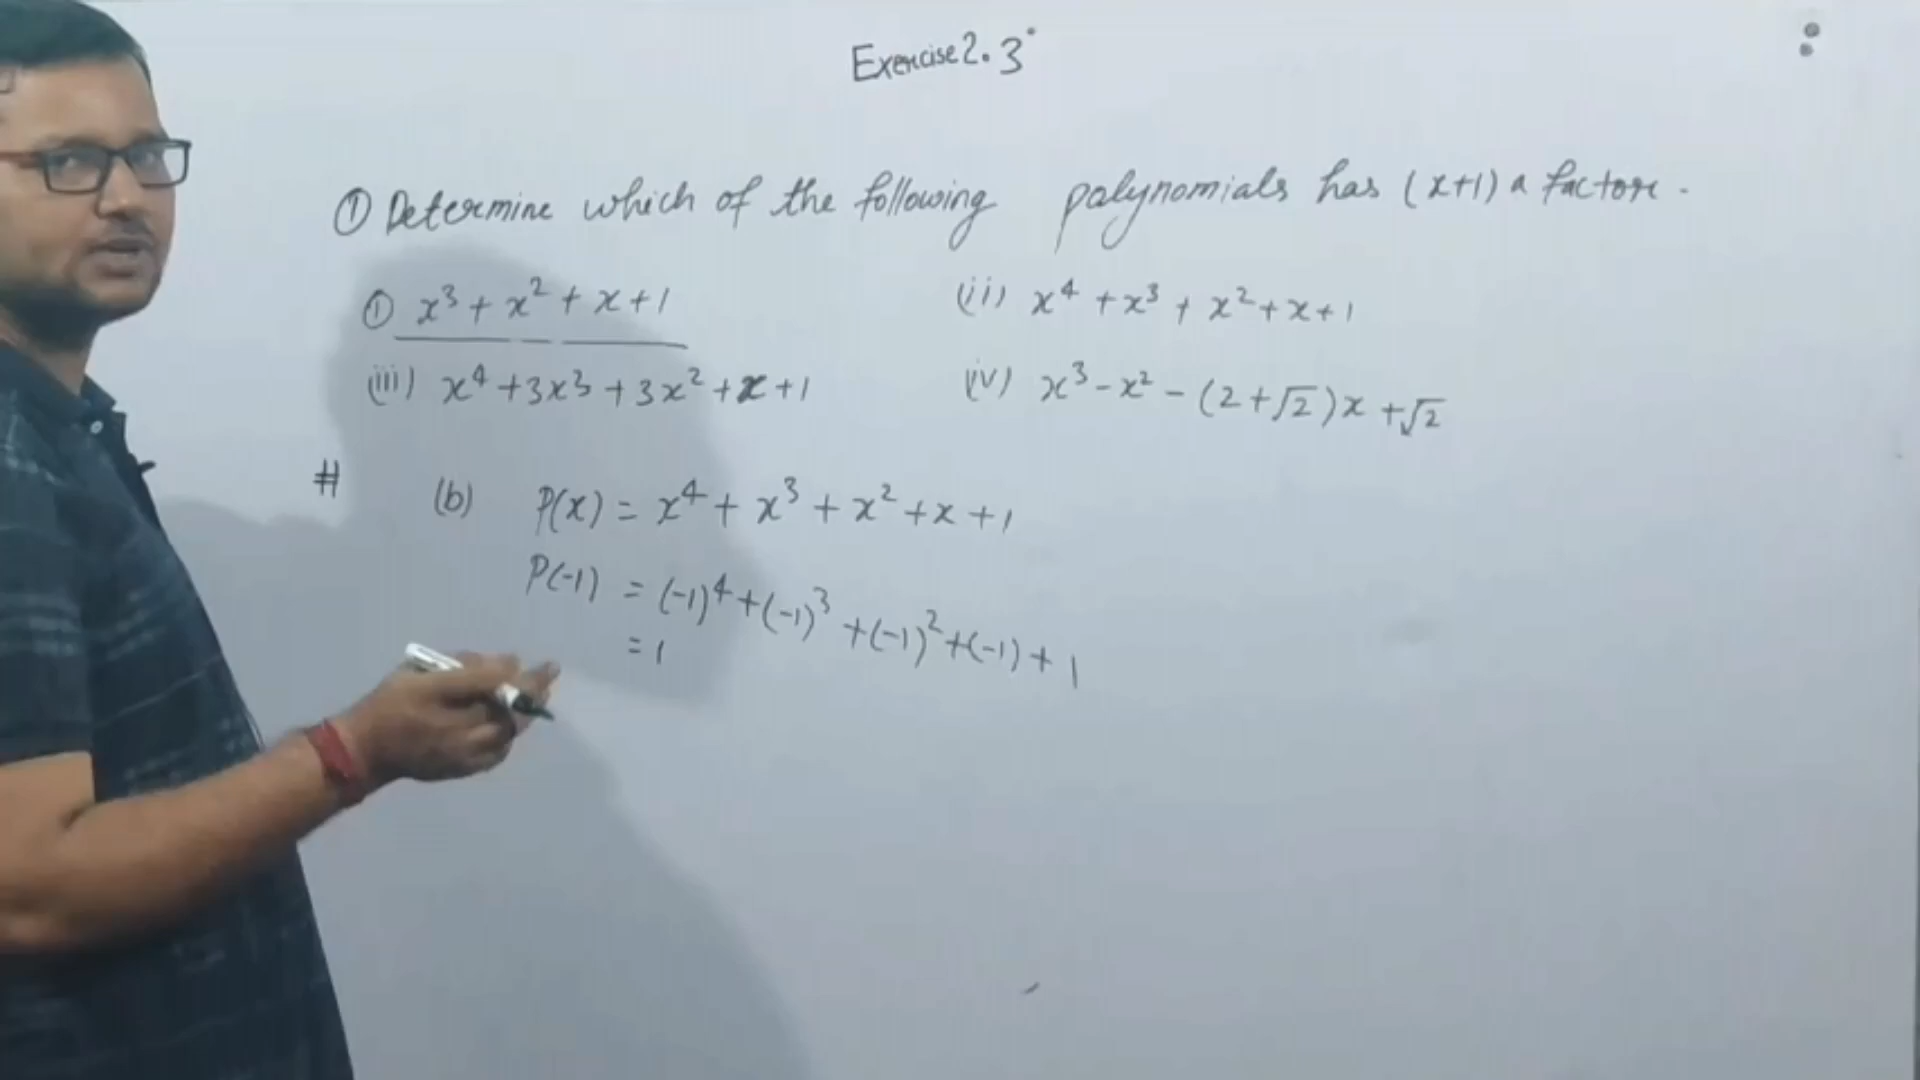 Exercise 2.3
① Determine which of the following polynomials has (x+1) a factor.
① x³ + x² + x + 1 (ii) x⁴ + x³ + x² + x + 1
(iii) x⁴ + 3x³ + 3x² + x + 1 (iv) x³ - x² - (2+√2)x + √2
# (b) P(x) = x⁴ + x³ + x² + x + 1
P(-1) = (-1)⁴ + (-1)³ + (-1)² + (-1) + 1
= 1